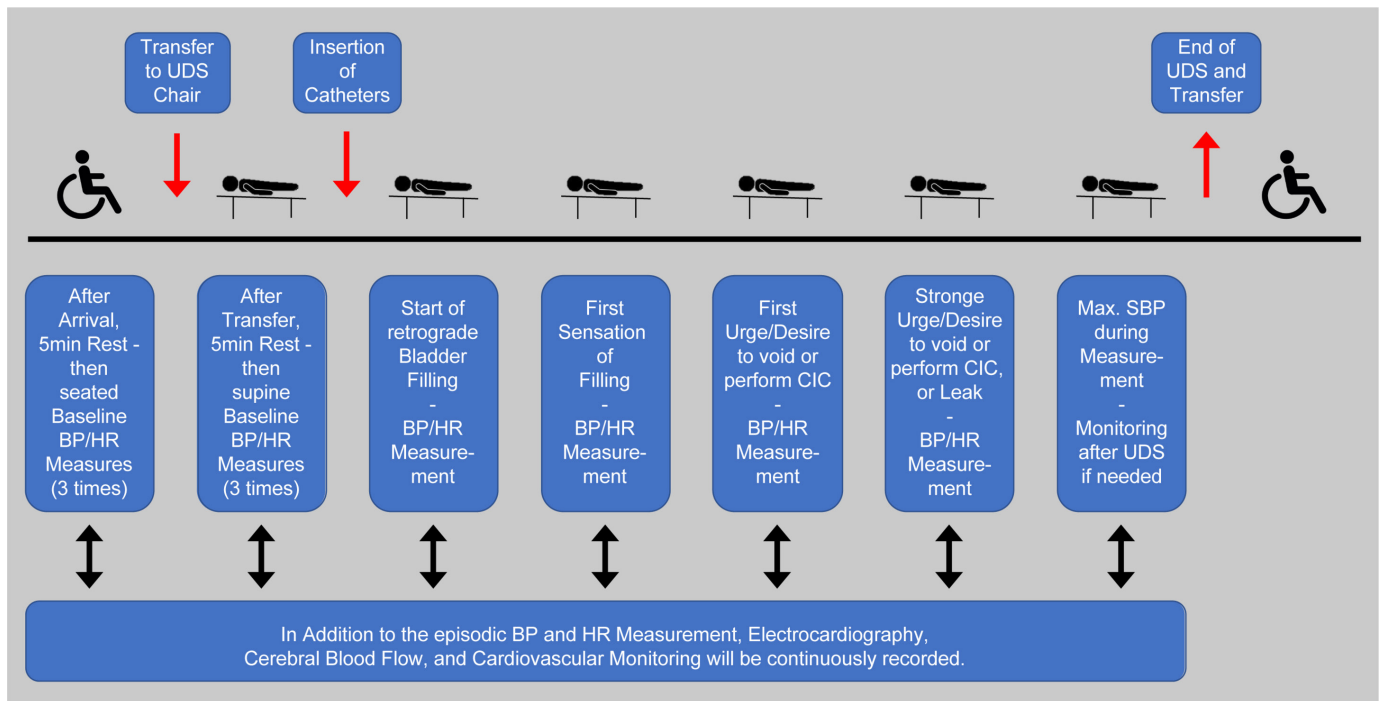 Transfer
to UDS
Chair
Insertion
of
Catheters
End of
UDS and
Transfer
After
Arrival,
5min Rest -
then
seated
Baseline
BP/HR
Measures
(3 times)
After
Transfer,
5min Rest -
then
supine
Baseline
BP/HR
Measures
(3 times)
Start of
retrograde
Bladder
Filling
-
BP/HR
Measure-
ment
First
Sensation
of
Filling
-
BP/HR
Measure-
ment
First
Urge/Desire
to void or
perform CIC
-
BP/HR
Measure-
ment
Stronge
Urge/Desire
to void or
perform CIC,
or Leak
-
BP/HR
Measure-
ment
Max. SBP
during
Measure-
ment
-
Monitoring
after UDS
if needed
In Addition to the episodic BP and HR Measurement, Electrocardiography,
Cerebral Blood Flow, and Cardiovascular Monitoring will be continuously recorded.